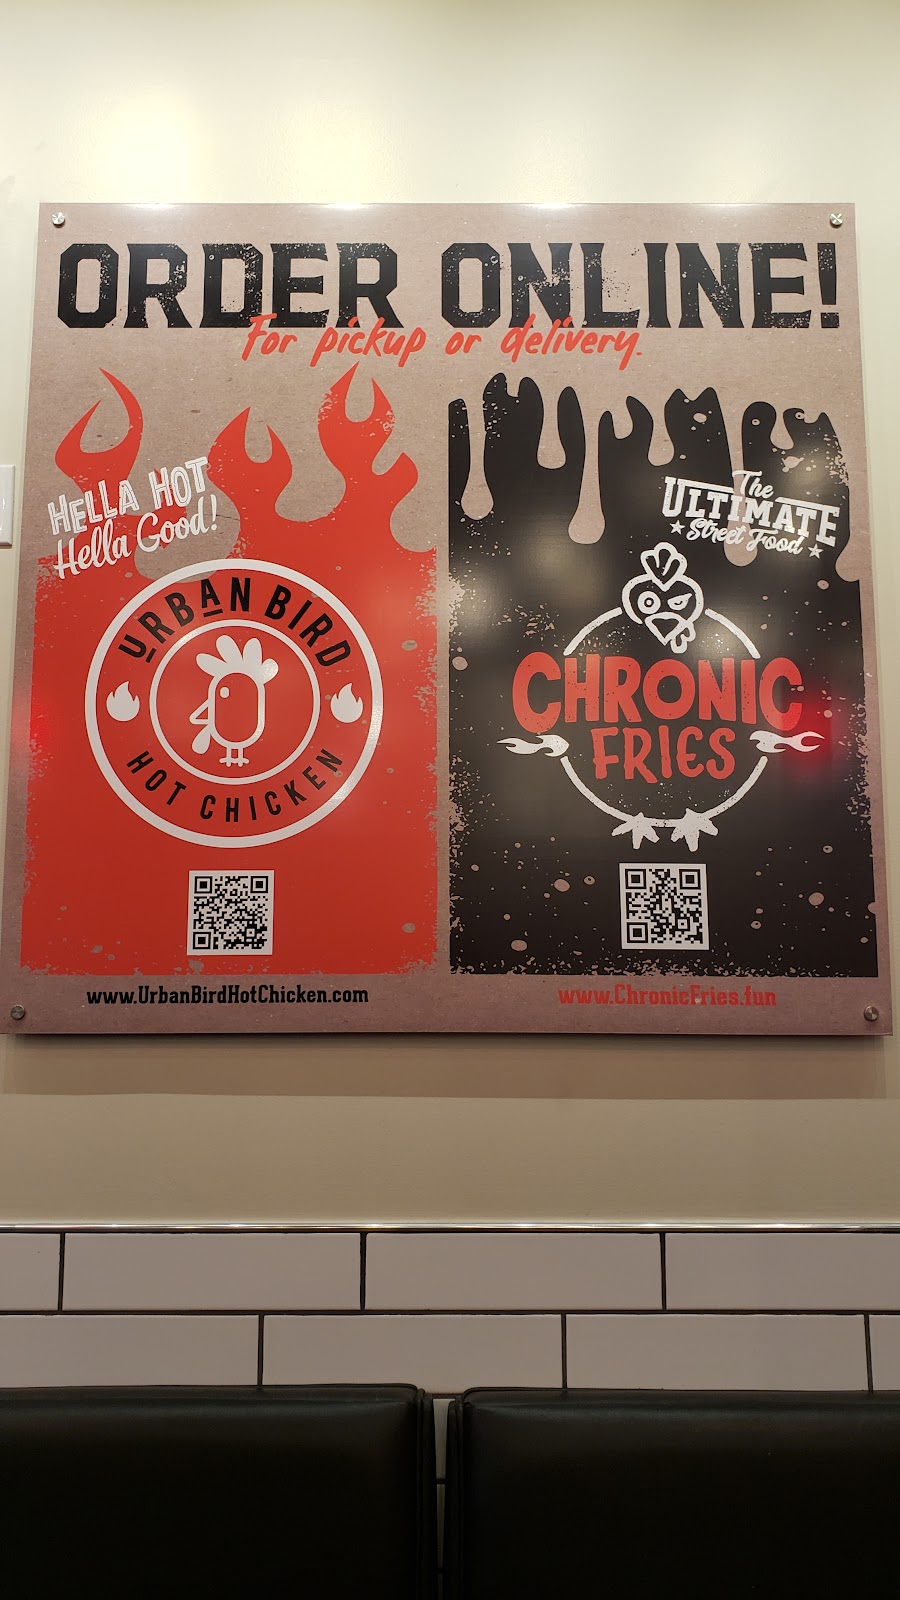 ORDER ONLINE!
For pickup or delivery.
HELLA HOT
Hella Good!
URBAN BIRD
HOT CHICKEN
www.UrbanBirdHotChicken.com
The
ULTIMATE
Street Food
CHRONIC
FRIES
www.ChronicFries.fun